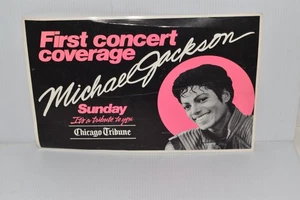 First concert
coverage
Michael Jackson
Sunday
It's a tribute to you
Chicago Tribune